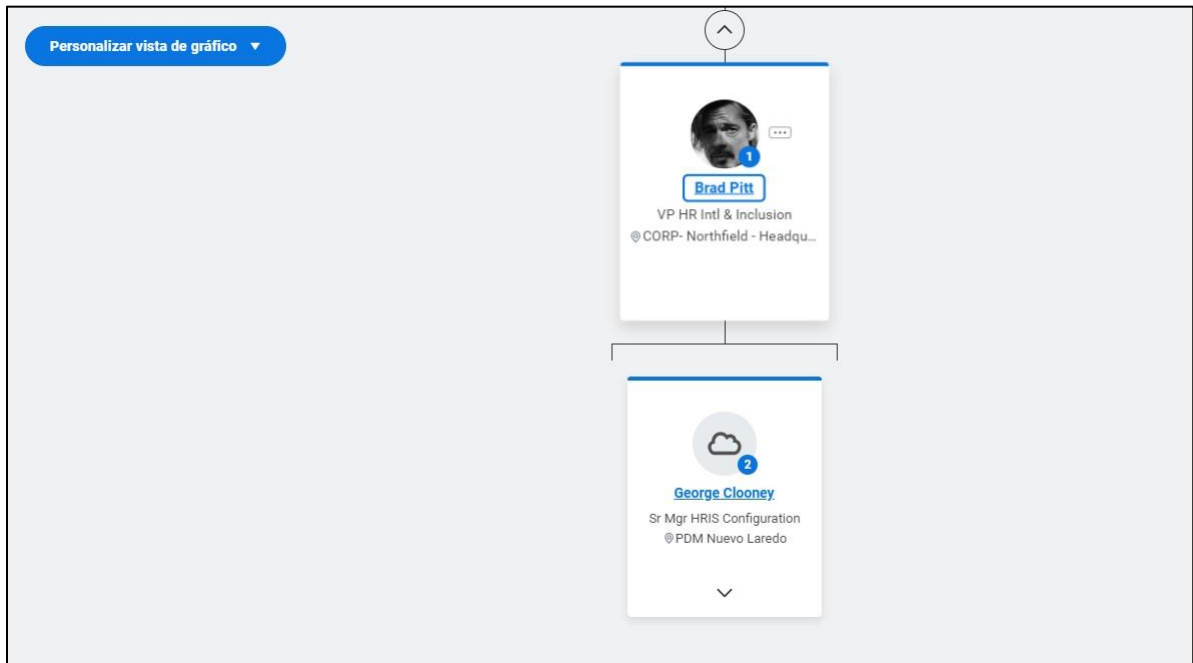 Personalizar vista de gráfico
1
Brad Pitt
VP HR Intl & Inclusion
CORP- Northfield - Headqu...
2
George Clooney
Sr Mgr HRIS Configuration
PDM Nuevo Laredo